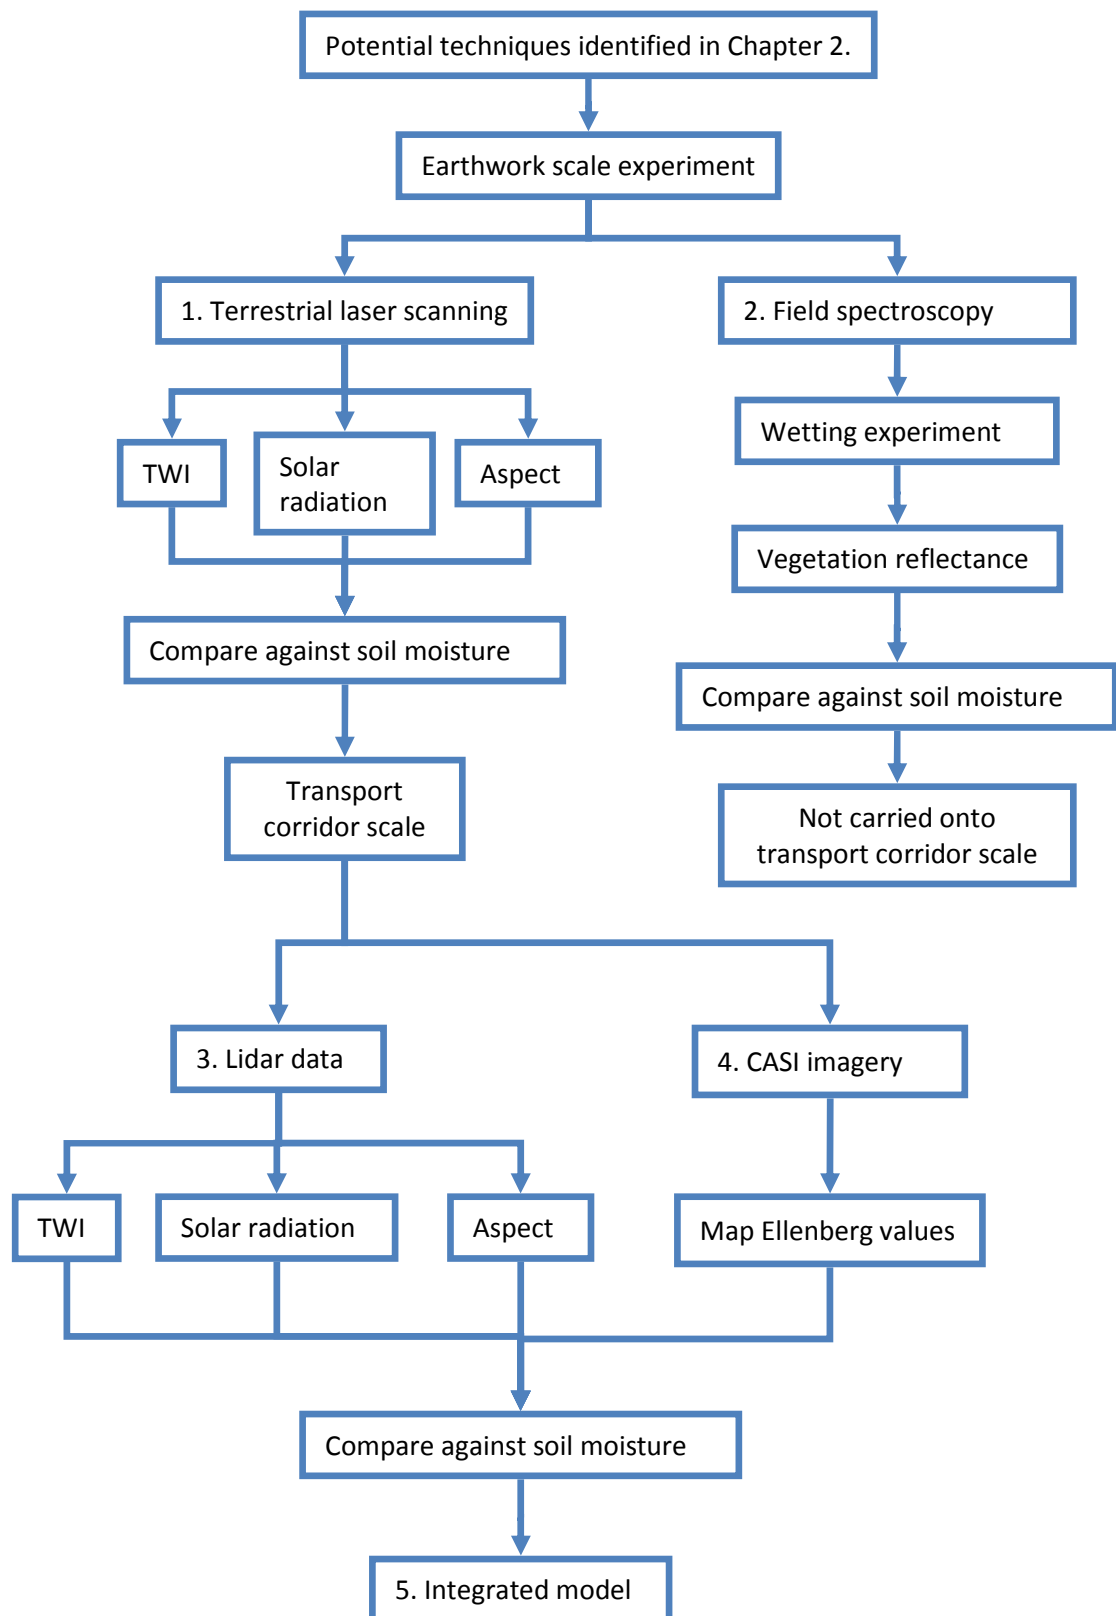 Potential techniques identified in Chapter 2.
Earthwork scale experiment
1. Terrestrial laser scanning
2. Field spectroscopy
TWI
Solar
radiation
Aspect
Wetting experiment
Vegetation reflectance
Compare against soil moisture
Compare against soil moisture
Transport
corridor scale
Not carried onto
transport corridor scale
3. Lidar data
4. CASI imagery
TWI
Solar radiation
Aspect
Map Ellenberg values
Compare against soil moisture
5. Integrated model